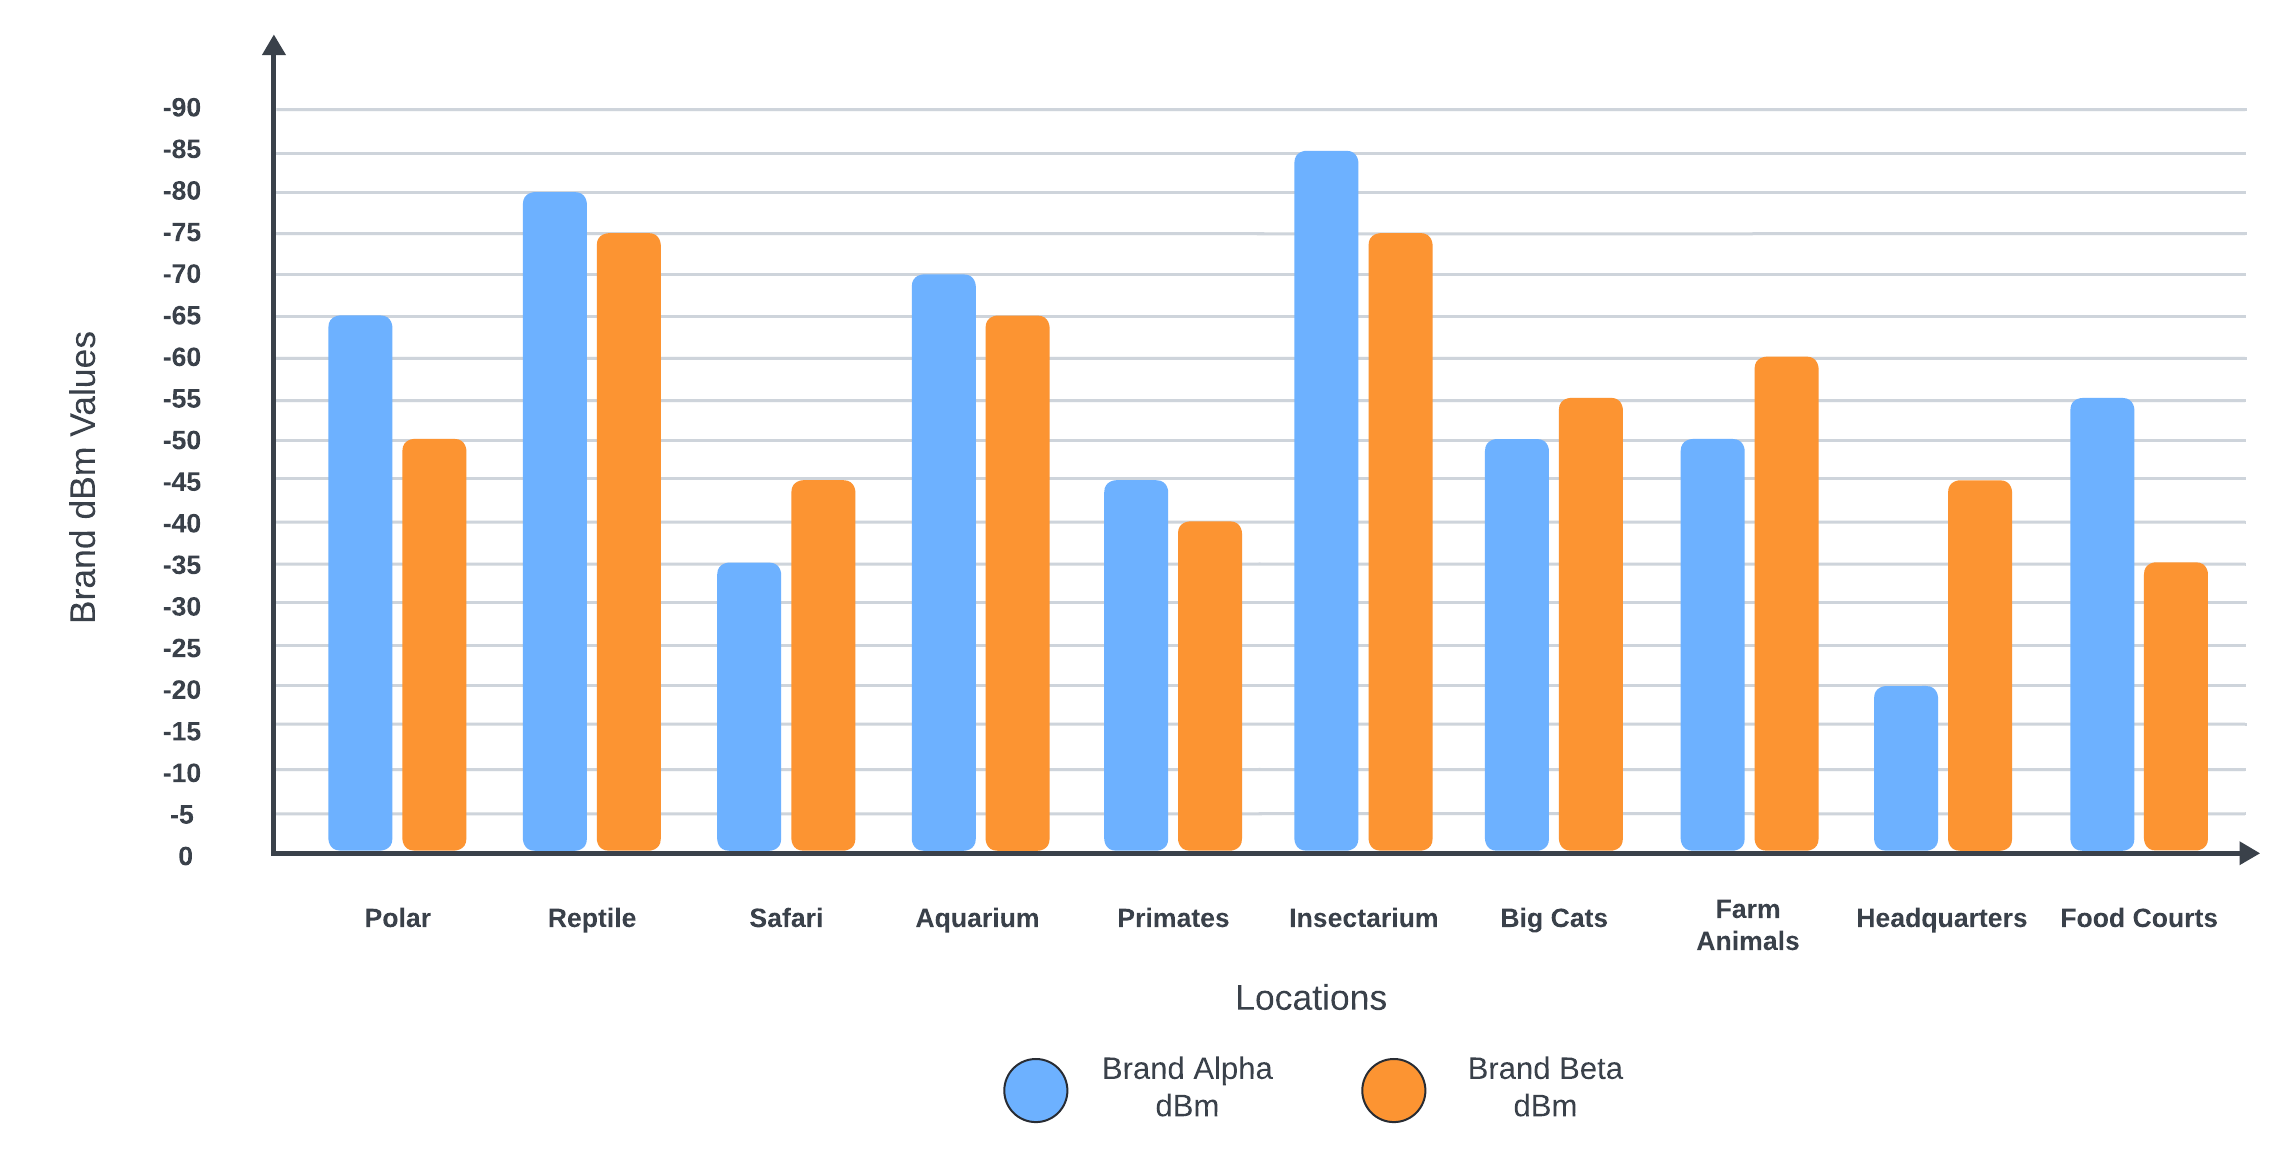 Brand dBm Values
-90
-85
-80
-75
-70
-65
-60
-55
-50
-45
-40
-35
-30
-25
-20
-15
-10
-5
0
Polar
Reptile
Safari
Aquarium
Primates
Insectarium
Big Cats
Farm
Animals
Headquarters
Food Courts
Locations
Brand Alpha
dBm
Brand Beta
dBm